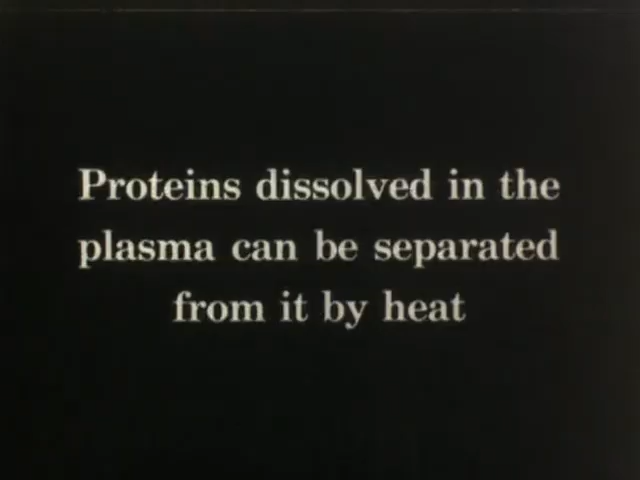 Proteins dissolved in the
plasma can be separated
from it by heat